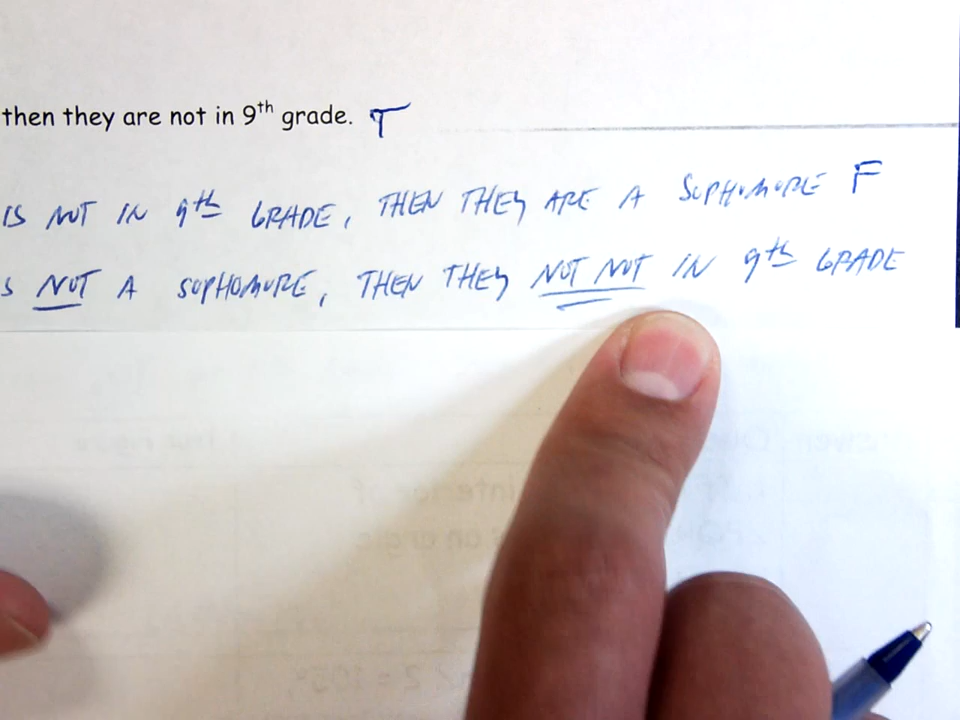 then they are not in 9th grade. T
IS NOT IN 9th GRADE, THEN THEY ARE A SOPHOMORE F
S NOT A SOPHOMORE, THEN THEY NOT NOT IN 9th GRADE